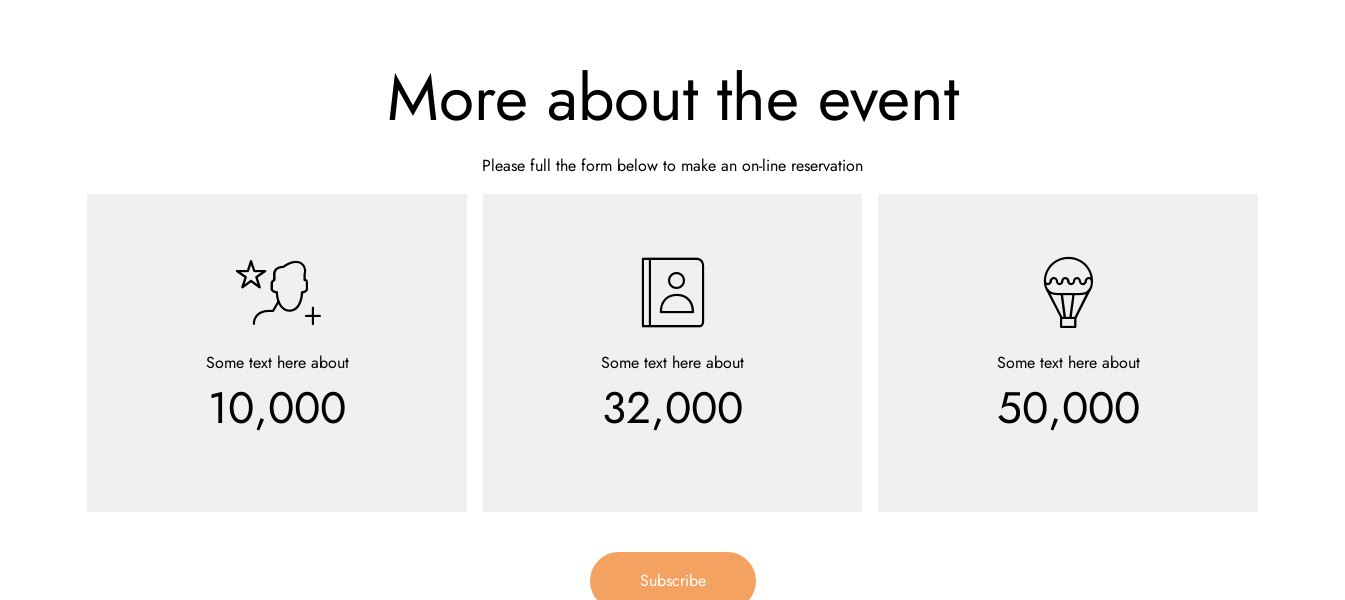 More about the event
Please full the form below to make an on-line reservation
Some text here about
10,000
Some text here about
32,000
Some text here about
50,000
Subscribe